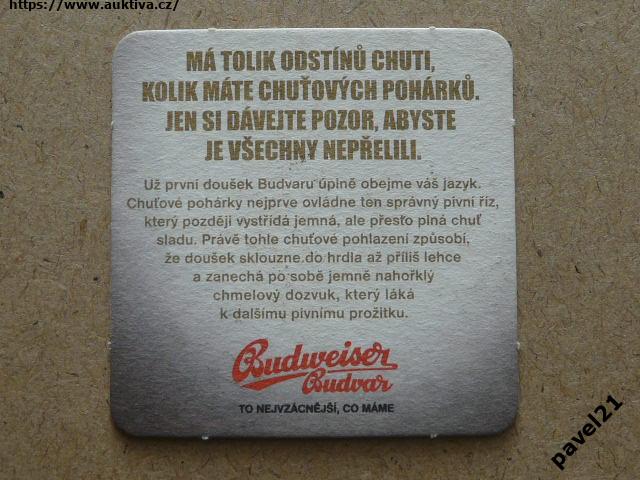 https://www.auktiva.cz/
MÁ TOLIK ODSTÍNŮ CHUTI,
KOLIK MÁTE CHUŤOVÝCH POHÁRKŮ.
JEN SI DÁVEJTE POZOR, ABYSTE
JE VŠECHNY NEPŘELILI.
Už první doušek Budvaru úplně obejme váš jazyk.
Chuťové pohárky nejprve ovládne ten správný pivní říz,
který později vystřídá jemná, ale přesto plná chuť
sladu. Právě tohle chuťové pohlazení způsobí,
že doušek sklouzne do hrdla až příliš lehce
a zanechá po sobě jemně nahořklý
chmelový dozvuk, který láká
k dalšímu pivnímu prožitku.
Budweiser
Budvar
TO NEJVZÁCNĚJŠÍ, CO MÁME
pavel21